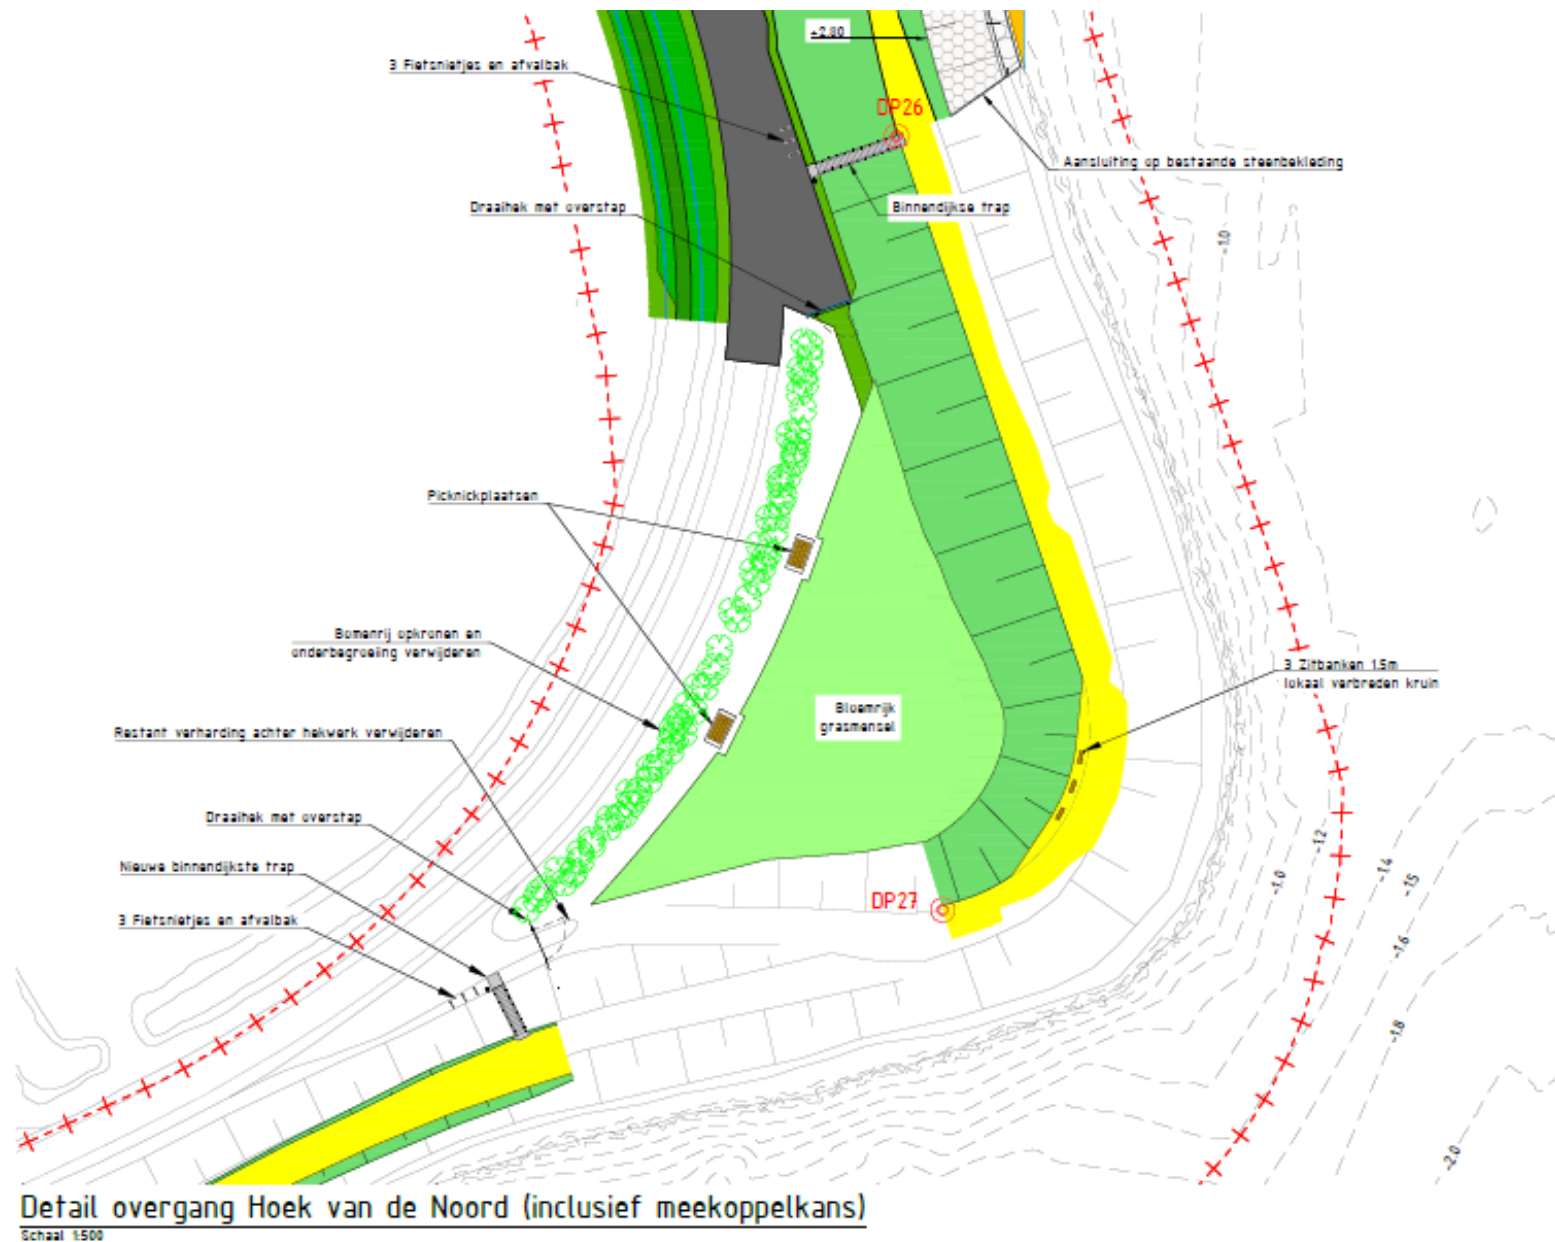 +2.80
3 Fietsnietjes en afvalbak
DP26
Aansluiting op bestaande steenbekleding
Draaihek met overstap
Binnendijkse trap
-1.0
Picknickplaatsen
Bomenrij opkronen en
onderbegroeiing verwijderen
3 Zitbanken 1.5m
lokaal verbreden kruin
Bloemrijk
grasmensel
Restant verharding achter hekwerk verwijderen
Draaihek met overstap
Nieuwe binnendijkste trap
3 Fietsnietjes en afvalbak
DP27
-1.0
-1.2
-1.4
-1.5
-1.6
-1.8
-2.0
Detail overgang Hoek van de Noord (inclusief meekoppelkans)
Schaal 1:500